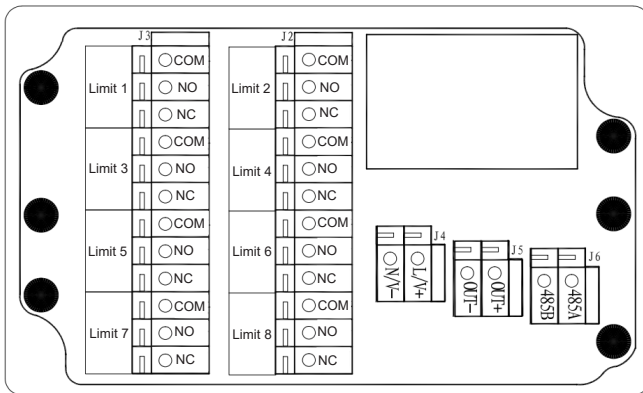 J3
J2
Limit 1
COM
NO
NC
Limit 2
COM
NO
NC
Limit 3
COM
NO
NC
Limit 4
COM
NO
NC
Limit 5
COM
NO
NC
Limit 6
COM
NO
NC
Limit 7
COM
NO
NC
Limit 8
COM
NO
NC
J4
N/V-
L/V+
J5
OUT-
OUT+
J6
485B
485A